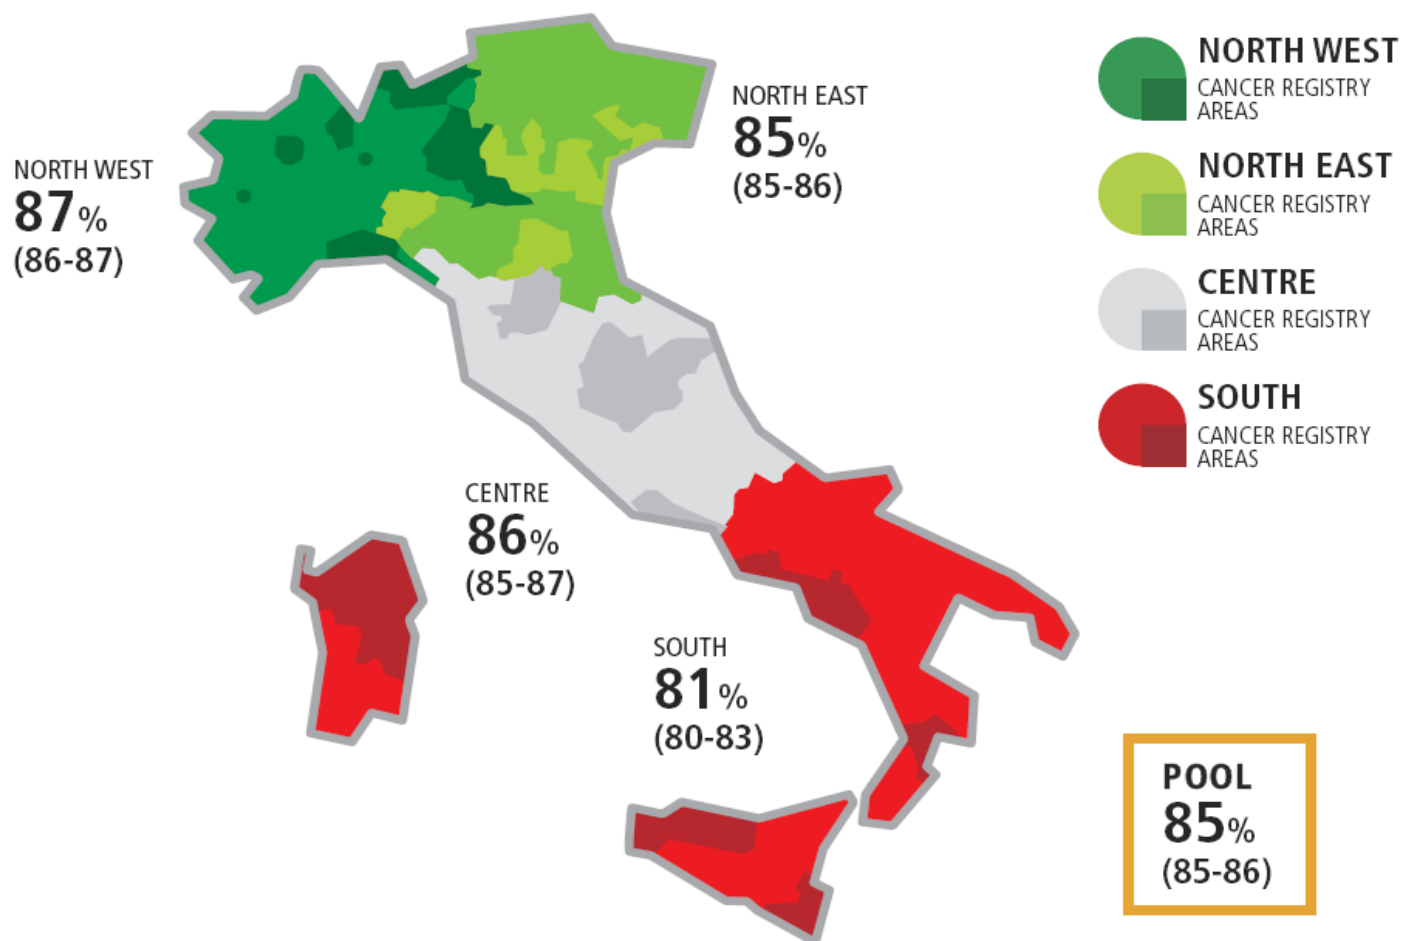 NORTH WEST
87%
(86-87)
NORTH EAST
85%
(85-86)
CENTRE
86%
(85-87)
SOUTH
81%
(80-83)
NORTH WEST
CANCER REGISTRY
AREAS
NORTH EAST
CANCER REGISTRY
AREAS
CENTRE
CANCER REGISTRY
AREAS
SOUTH
CANCER REGISTRY
AREAS
POOL
85%
(85-86)